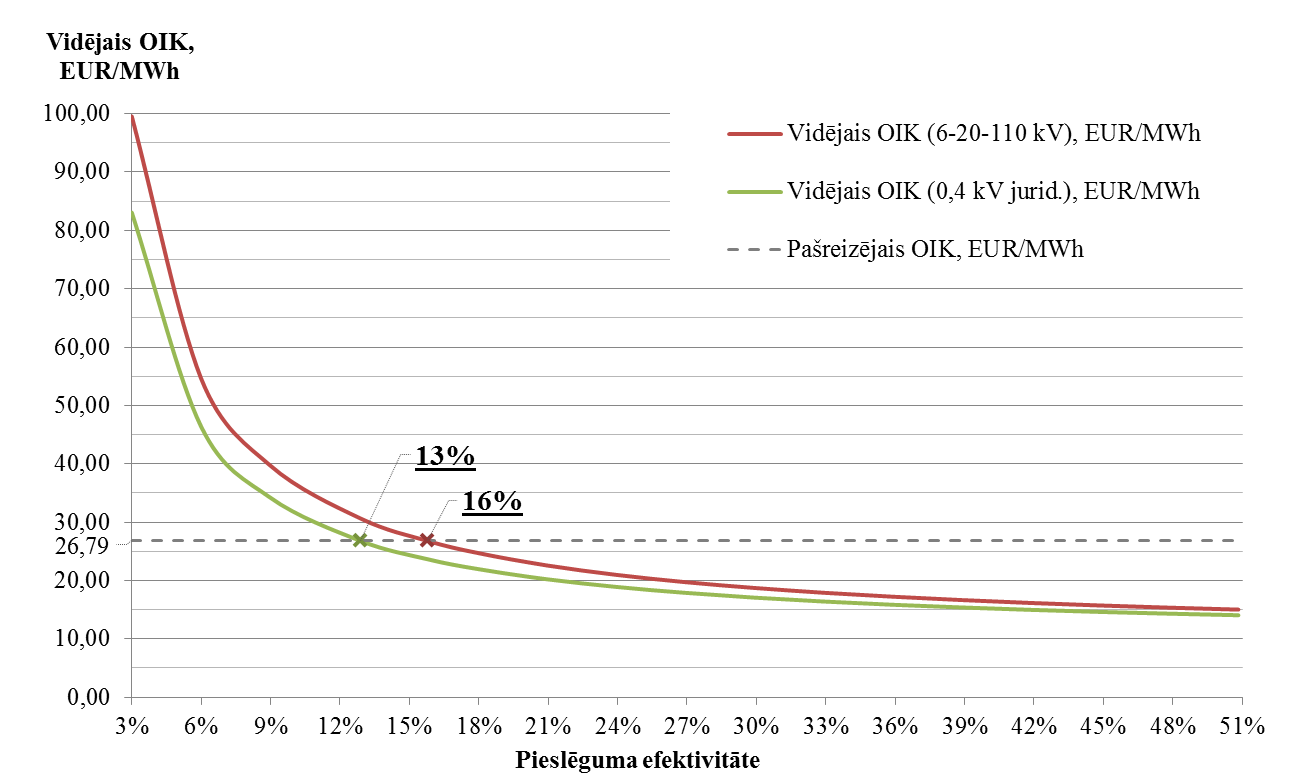 Vidējais OIK,
EUR/MWh
100,00
90,00
80,00
70,00
60,00
50,00
40,00
30,00
26,79
20,00
10,00
0,00
Vidējais OIK (6-20-110 kV), EUR/MWh
Vidējais OIK (0,4 kV jurid.), EUR/MWh
Pašreizējais OIK, EUR/MWh
13%
16%
3% 6% 9% 12% 15% 18% 21% 24% 27% 30% 33% 36% 39% 42% 45% 48% 51%
Pieslēguma efektivitāte